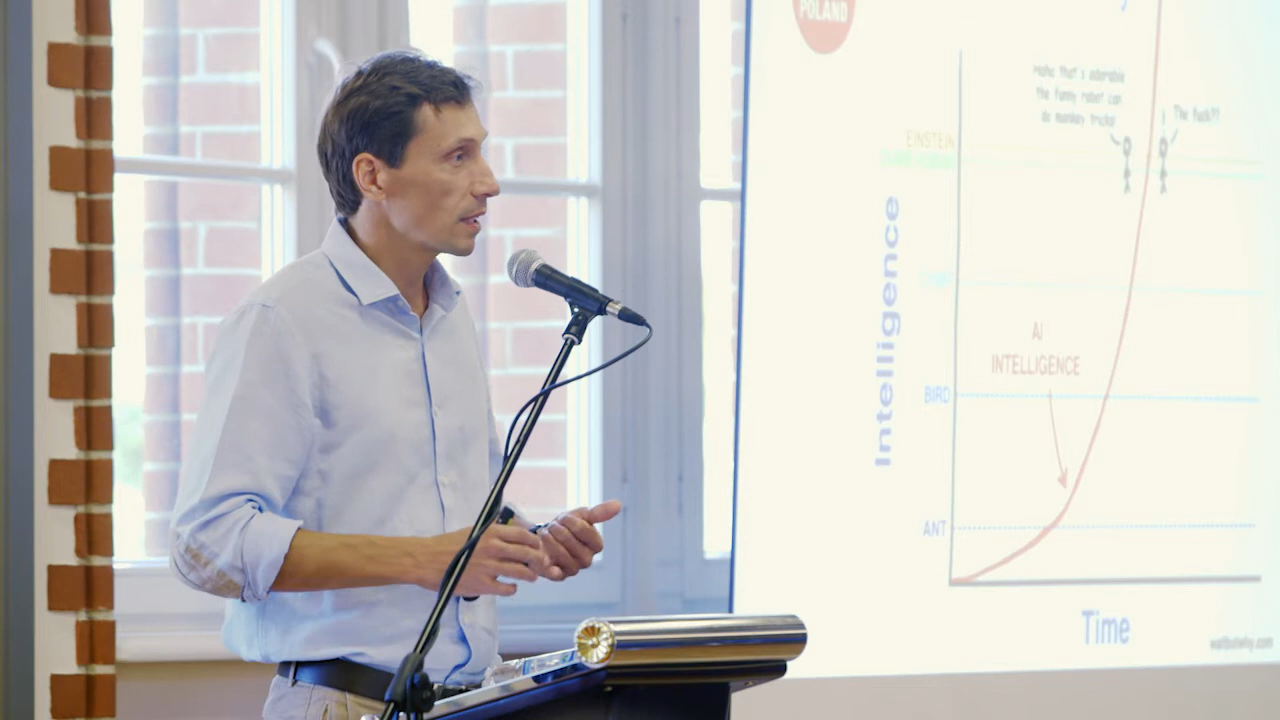 POLAND
Haha that's adorable
the funny robot can
do monkey tricks!
The fuck?!
EINSTEIN
Intelligence
AI
INTELLIGENCE
BIRD
ANT
Time
waitbutwhy.com